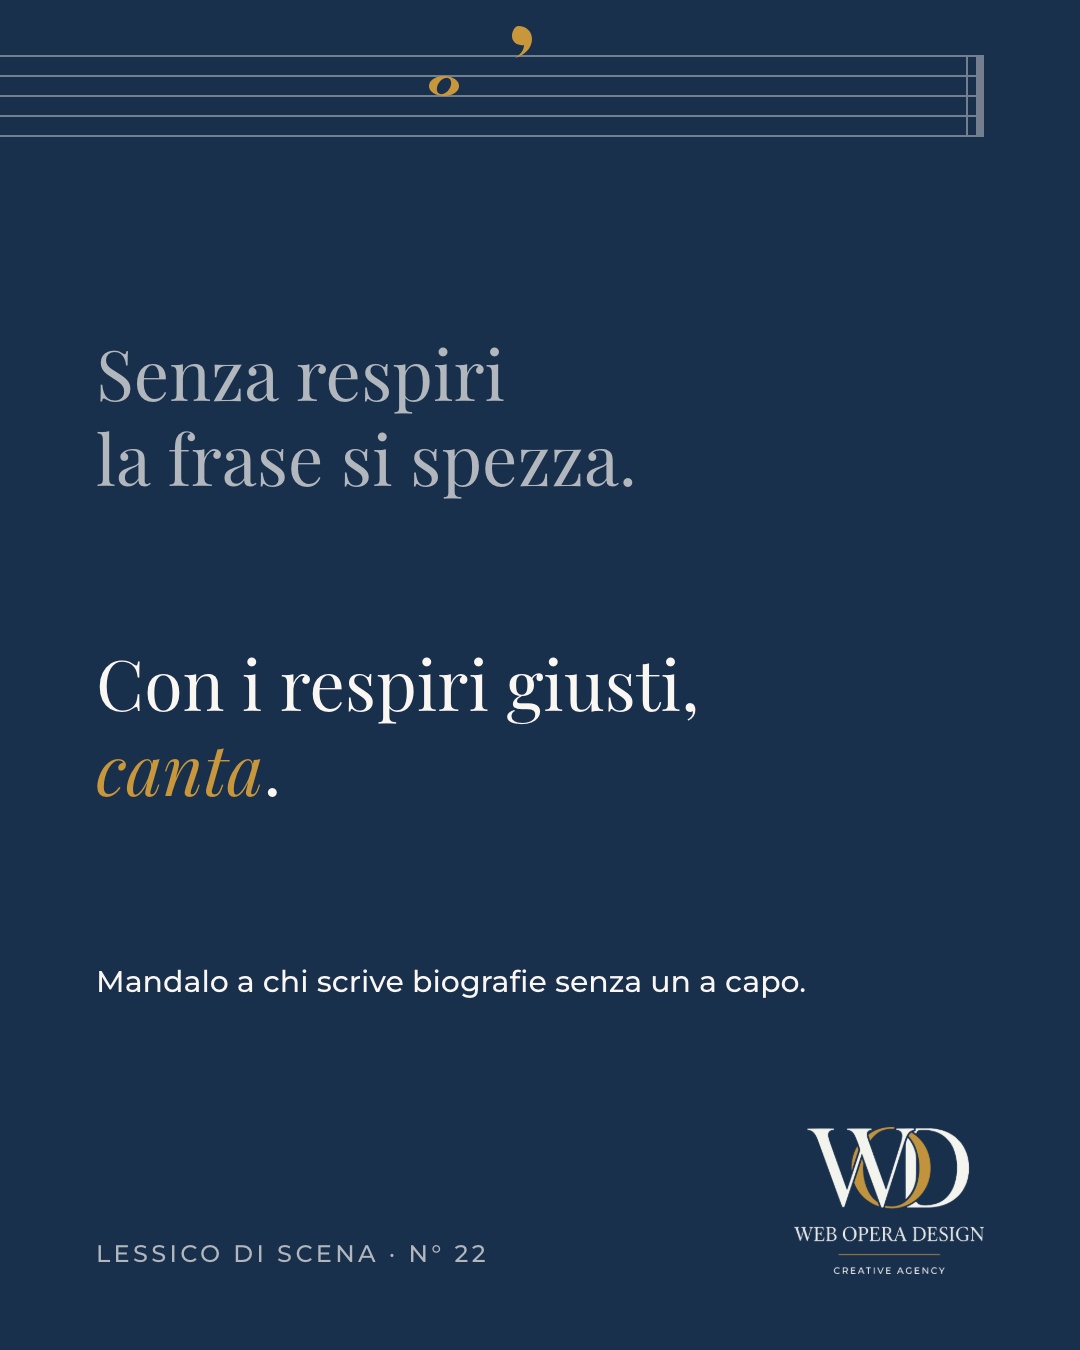 Senza respiri
la frase si spezza.
Con i respiri giusti,
canta.
Mandalo a chi scrive biografie senza un a capo.
WOD
WEB OPERA DESIGN
CREATIVE AGENCY
LESSICO DI SCENA · N° 22